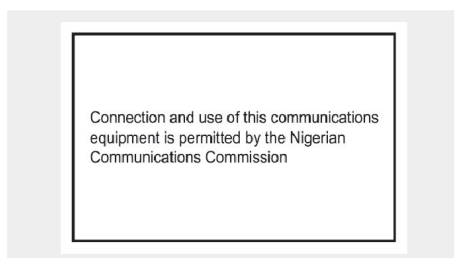 Connection and use of this communications
equipment is permitted by the Nigerian
Communications Commission